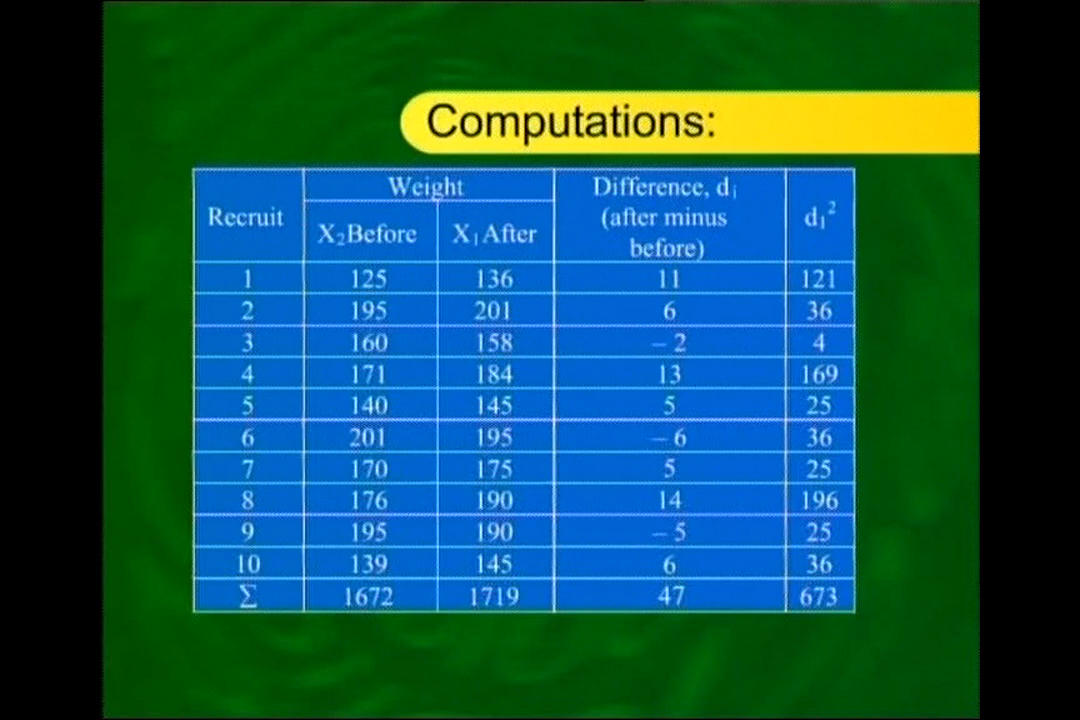 Computations:
Recruit Weight Difference, dᵢ (after minus before) dᵢ²
X₂Before X₁After
1 125 136 11 121
2 195 201 6 36
3 160 158 – 2 4
4 171 184 13 169
5 140 145 5 25
6 201 195 – 6 36
7 170 175 5 25
8 176 190 14 196
9 195 190 – 5 25
10 139 145 6 36
Σ 1672 1719 47 673